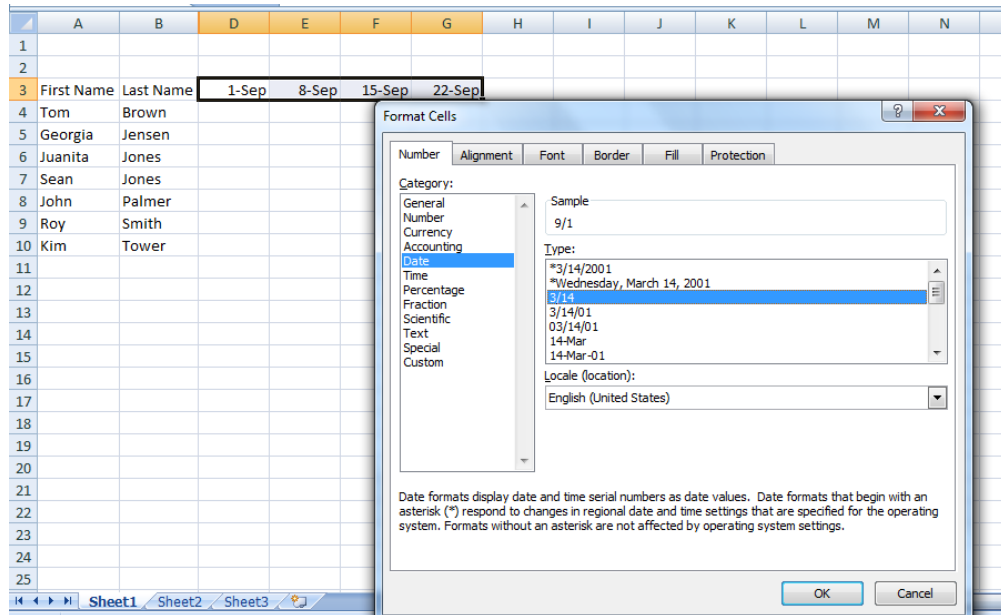 A B D E F G H I J K L M N
1
2
3 First Name Last Name 1-Sep 8-Sep 15-Sep 22-Sep
4 Tom Brown
5 Georgia Jensen
6 Juanita Jones
7 Sean Jones
8 John Palmer
9 Roy Smith
10 Kim Tower
11
12
13
14
15
16
17
18
19
20
21
22
23
24
25
Sheet1 Sheet2 Sheet3
Format Cells
Number Alignment Font Border Fill Protection
Category:
General
Number
Currency
Accounting
Date
Time
Percentage
Fraction
Scientific
Text
Special
Custom
Sample
9/1
Type:
*3/14/2001
*Wednesday, March 14, 2001
3/14
3/14/01
03/14/01
14-Mar
14-Mar-01
Locale (location):
English (United States)
Date formats display date and time serial numbers as date values. Date formats that begin with an
asterisk (*) respond to changes in regional date and time settings that are specified for the operating
system. Formats without an asterisk are not affected by operating system settings.
OK Cancel